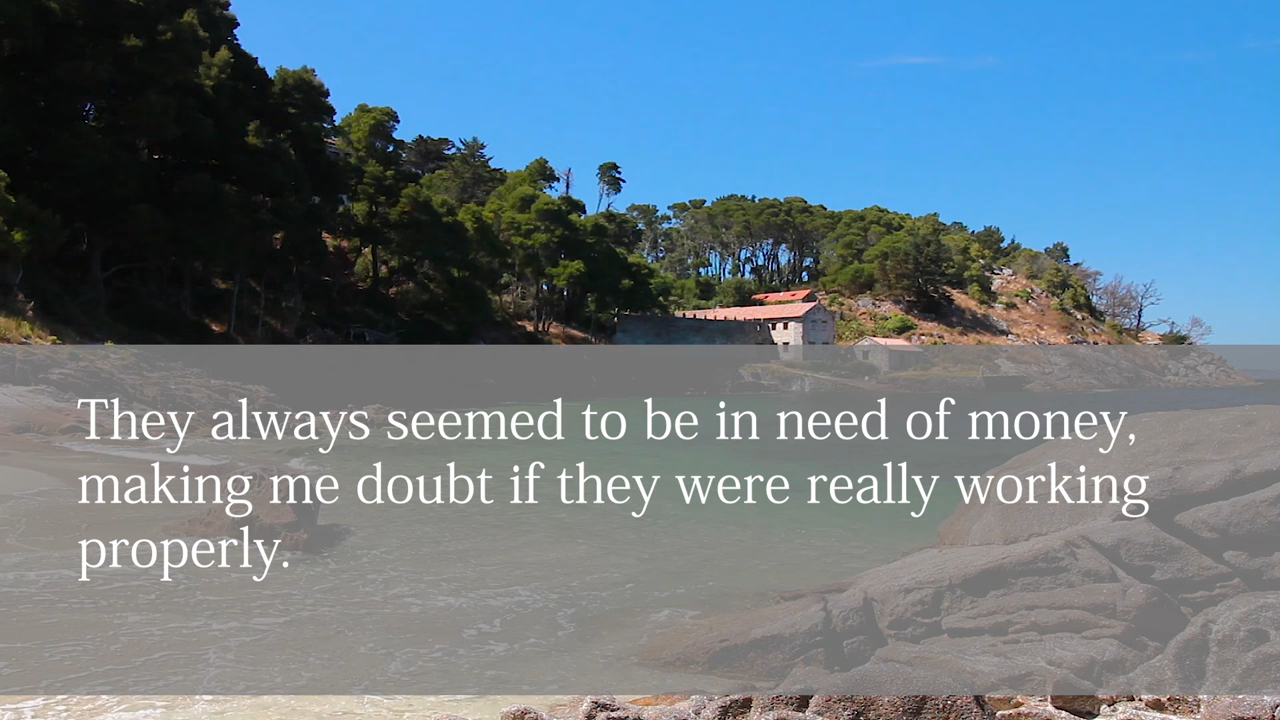 They always seemed to be in need of money,
making me doubt if they were really working
properly.